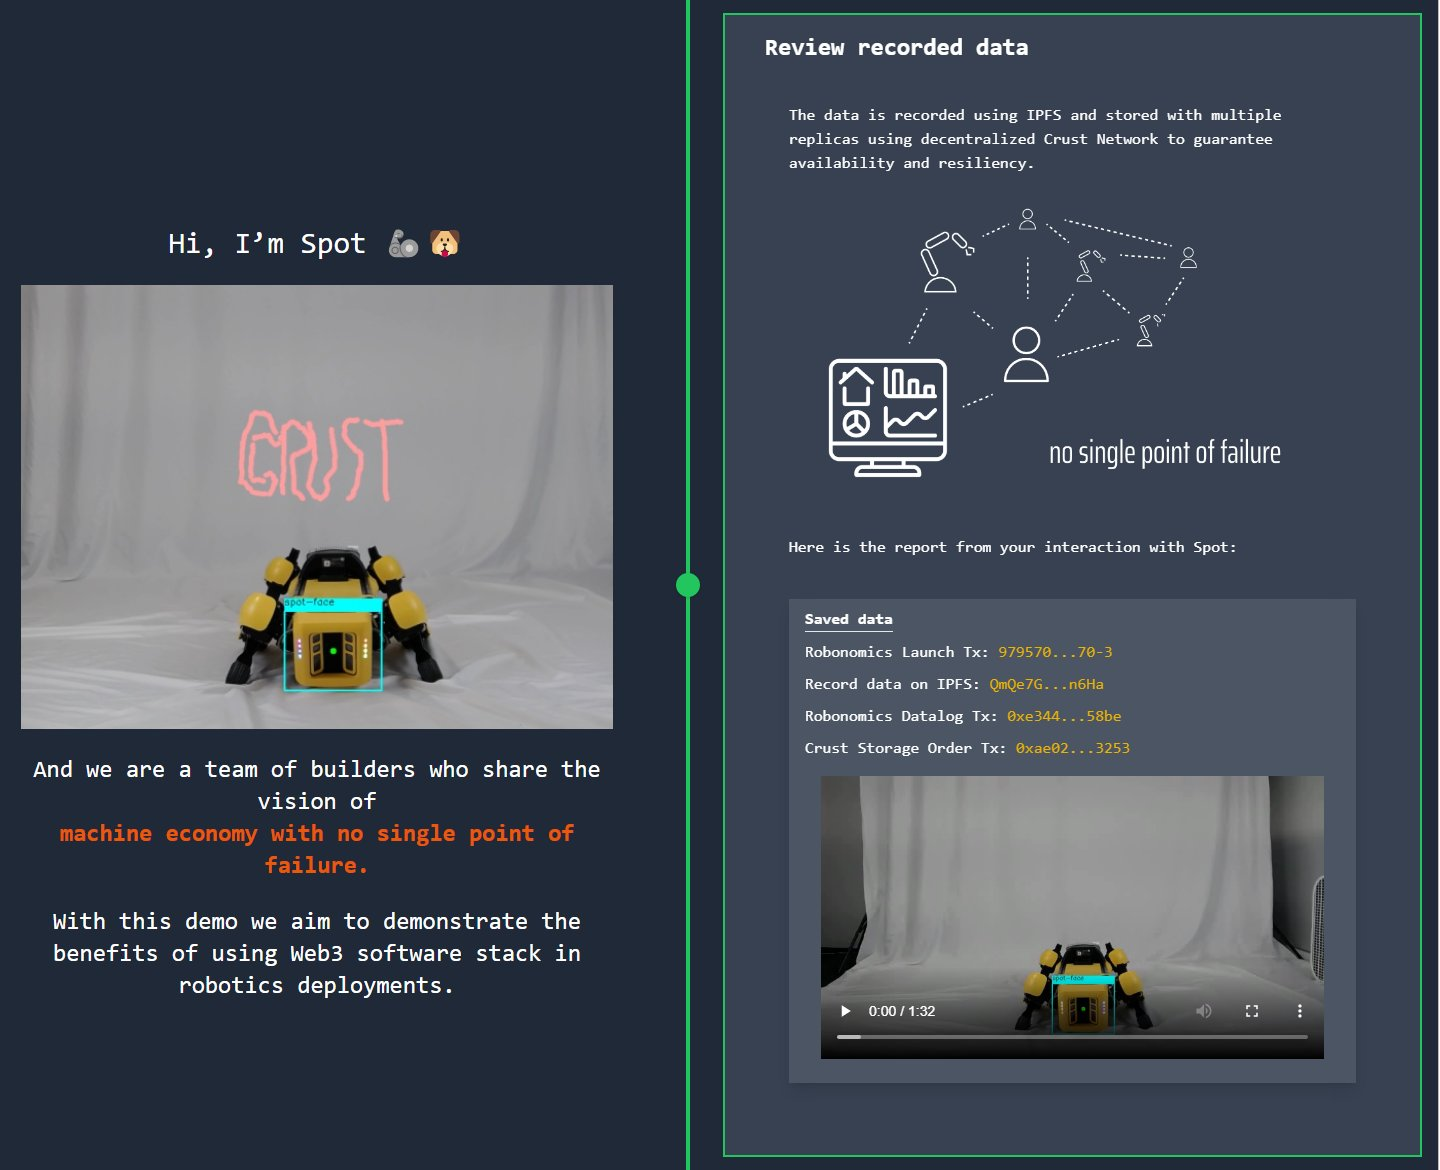 Hi, I’m Spot 🦾🐶
CRUST
spot-face
And we are a team of builders who share the
vision of
machine economy with no single point of
failure.
With this demo we aim to demonstrate the
benefits of using Web3 software stack in
robotics deployments.
Review recorded data
The data is recorded using IPFS and stored with multiple
replicas using decentralized Crust Network to guarantee
availability and resiliency.
no single point of failure
Here is the report from your interaction with Spot:
Saved data
Robonomics Launch Tx: 979570...70-3
Record data on IPFS: QmQe7G...n6Ha
Robonomics Datalog Tx: 0xe344...58be
Crust Storage Order Tx: 0xae02...3253
spot-face
0:00 / 1:32